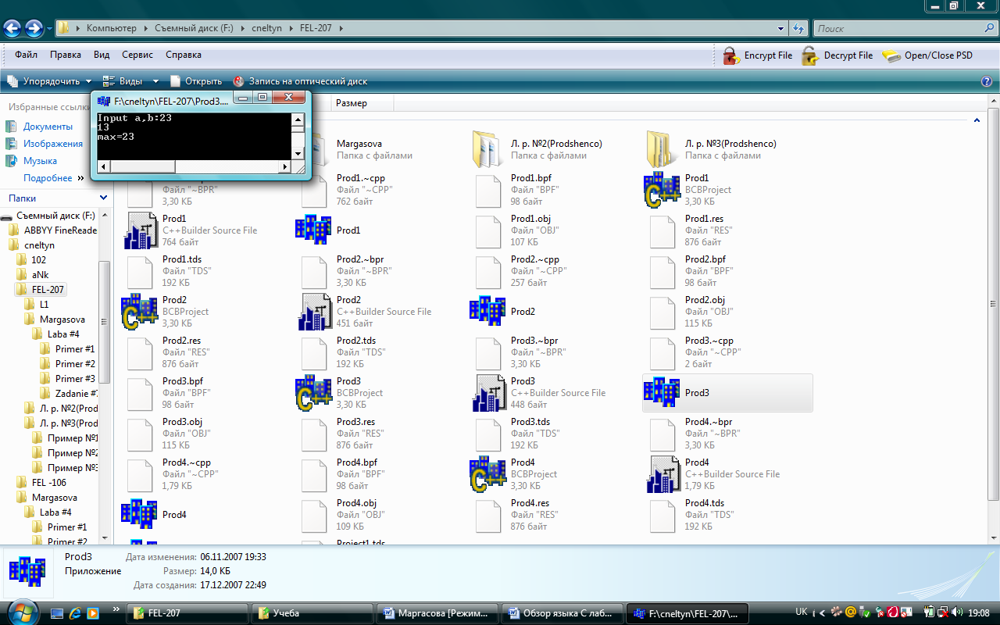 Компьютер
Съемный диск (F:)
cneltyn
FEL-207
Поиск
Файл Правка Вид Сервис Справка
Encrypt File Decrypt File Open/Close PSD
Упорядочить Виды Открыть Запись на оптический диск
F:\cneltyn\FEL-207\Prod3....
Input a,b:23
13
max=23
Избранные ссылки
Документы
Изображения
Музыка
Подробнее »
Папки
Съемный диск (F:)
ABBYY FineReade
cneltyn
102
aNk
FEL-207
L1
Margasova
Laba #4
Primer #1
Primer #2
Primer #3
Zadanie #
Л. р. №2(Prod
Л. р. №3(Prod
Пример №1
Пример №2
Пример №3
FEL -106
Margasova
Laba #4
Primer #1
Primer #2
Размер
Margasova
Папка с файлами
Л. р. №2(Prodshenco)
Папка с файлами
Л. р. №3(Prodshenco)
Папка с файлами
Файл "~BPR"
3,30 КБ
Prod1.~cpp
Файл "~CPP"
762 байт
Prod1.bpf
Файл "BPF"
98 байт
Prod1
BCBProject
3,30 КБ
Prod1
C++Builder Source File
764 байт
Prod1
Prod1.obj
Файл "OBJ"
107 КБ
Prod1.res
Файл "RES"
876 байт
Prod1.tds
Файл "TDS"
192 КБ
Prod2.~bpr
Файл "~BPR"
3,30 КБ
Prod2.~cpp
Файл "~CPP"
257 байт
Prod2.bpf
Файл "BPF"
98 байт
Prod2
BCBProject
3,30 КБ
Prod2
C++Builder Source File
451 байт
Prod2
Prod2.obj
Файл "OBJ"
115 КБ
Prod2.res
Файл "RES"
876 байт
Prod2.tds
Файл "TDS"
192 КБ
Prod3.~bpr
Файл "~BPR"
3,30 КБ
Prod3.~cpp
Файл "~CPP"
2 байт
Prod3.bpf
Файл "BPF"
98 байт
Prod3
BCBProject
3,30 КБ
Prod3
C++Builder Source File
448 байт
Prod3
Prod3.obj
Файл "OBJ"
115 КБ
Prod3.res
Файл "RES"
876 байт
Prod3.tds
Файл "TDS"
192 КБ
Prod4.~bpr
Файл "~BPR"
3,30 КБ
Prod4.~cpp
Файл "~CPP"
1,79 КБ
Prod4.bpf
Файл "BPF"
98 байт
Prod4
BCBProject
3,30 КБ
Prod4
C++Builder Source File
1,79 КБ
Prod4
Prod4.obj
Файл "OBJ"
109 КБ
Prod4.res
Файл "RES"
876 байт
Prod4.tds
Файл "TDS"
192 КБ
Project1.tds
Prod3 Дата изменения: 06.11.2007 19:33
Приложение Размер: 14,0 КБ
Дата создания: 17.12.2007 22:49
» FEL-207 Учеба Маргасова [Режим... Обзор языка С лаб... F:\cneltyn\FEL-207\... UK 19:08